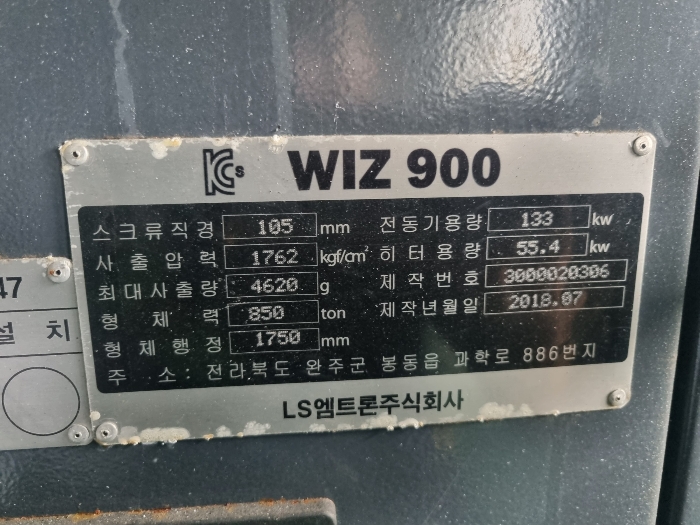 KCs WIZ 900
스크류직경 105 mm 전동기용량 133 kw
사출압력 1762 kgf/cm² 히터용량 55.4 kw
최대사출량 4620 g 제작번호 3000020306
형체력 850 ton 제작년월일 2018.07
형체행정 1750 mm
주 소: 전라북도 완주군 봉동읍 과학로 886번지
LS엠트론주식회사
47
설 치